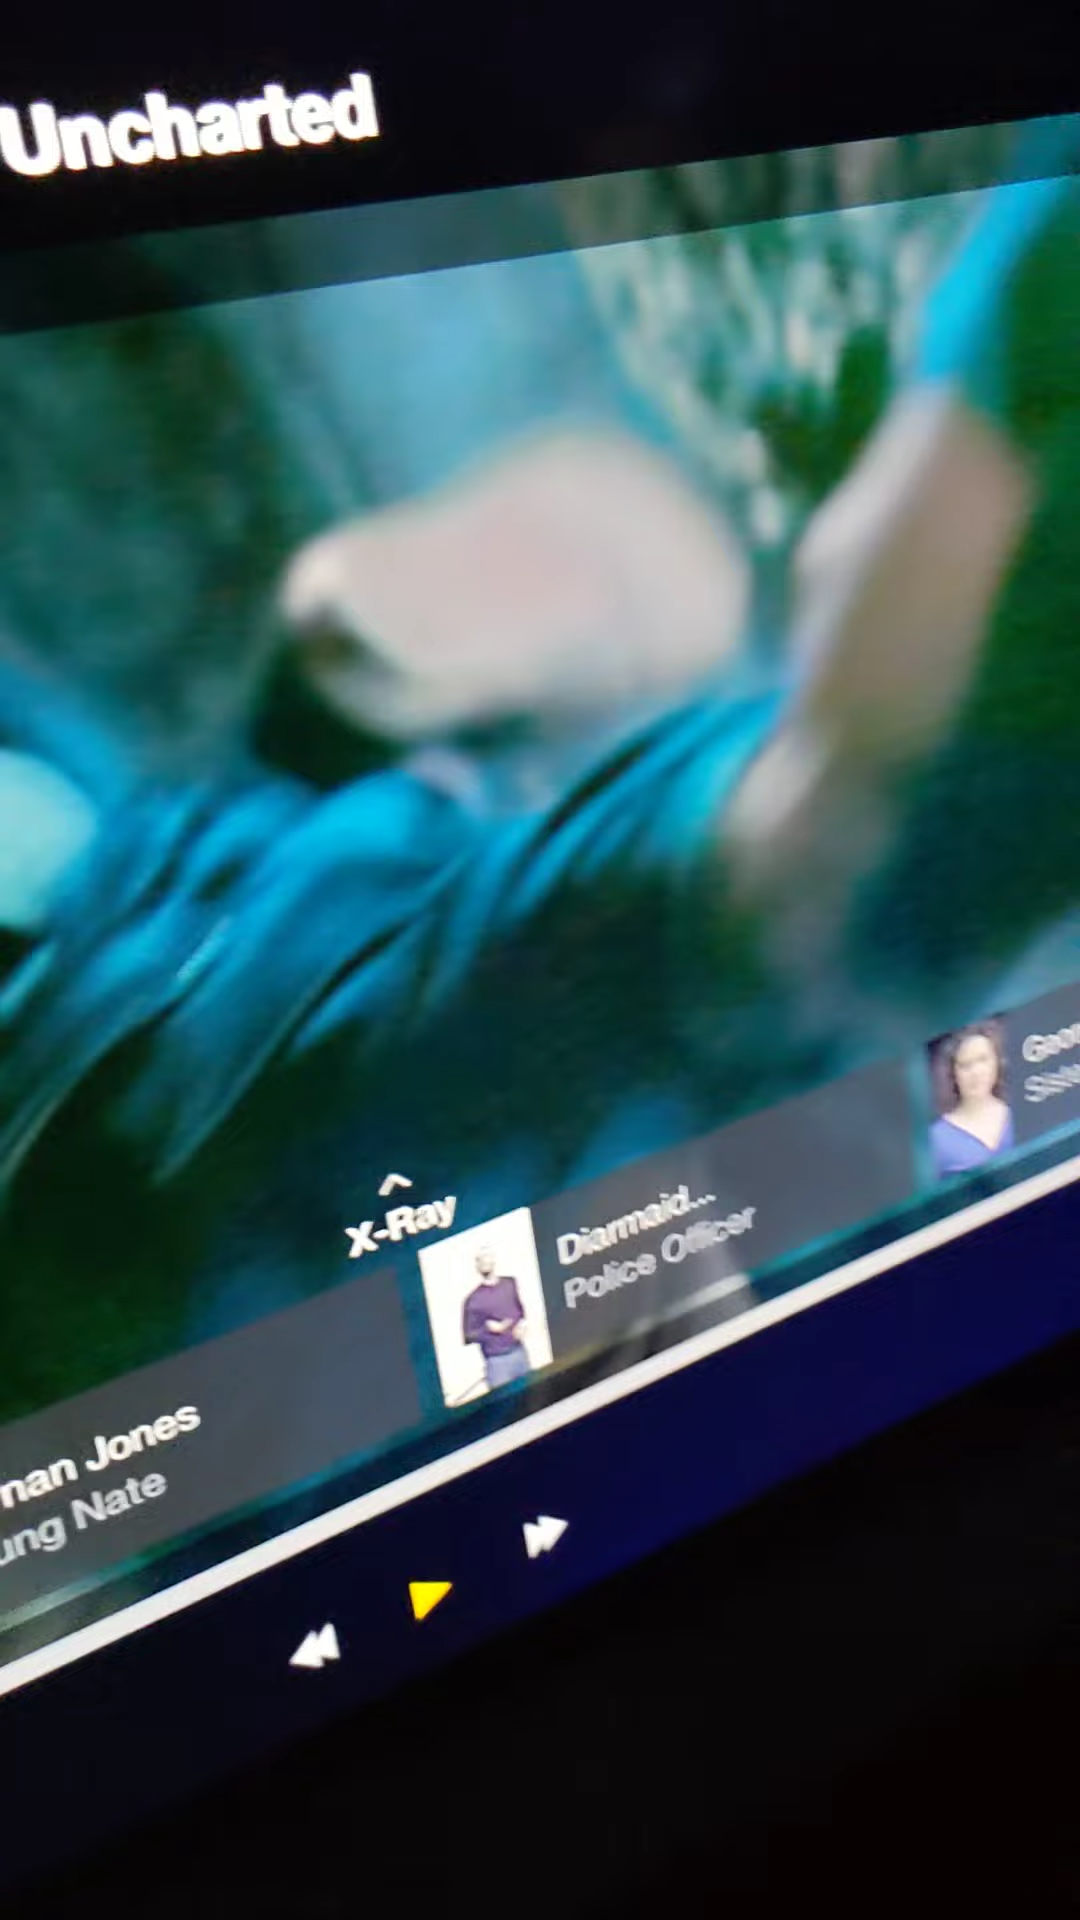 Uncharted
X-Ray
nan Jones
ung Nate
Diarmaid...
Police Officer